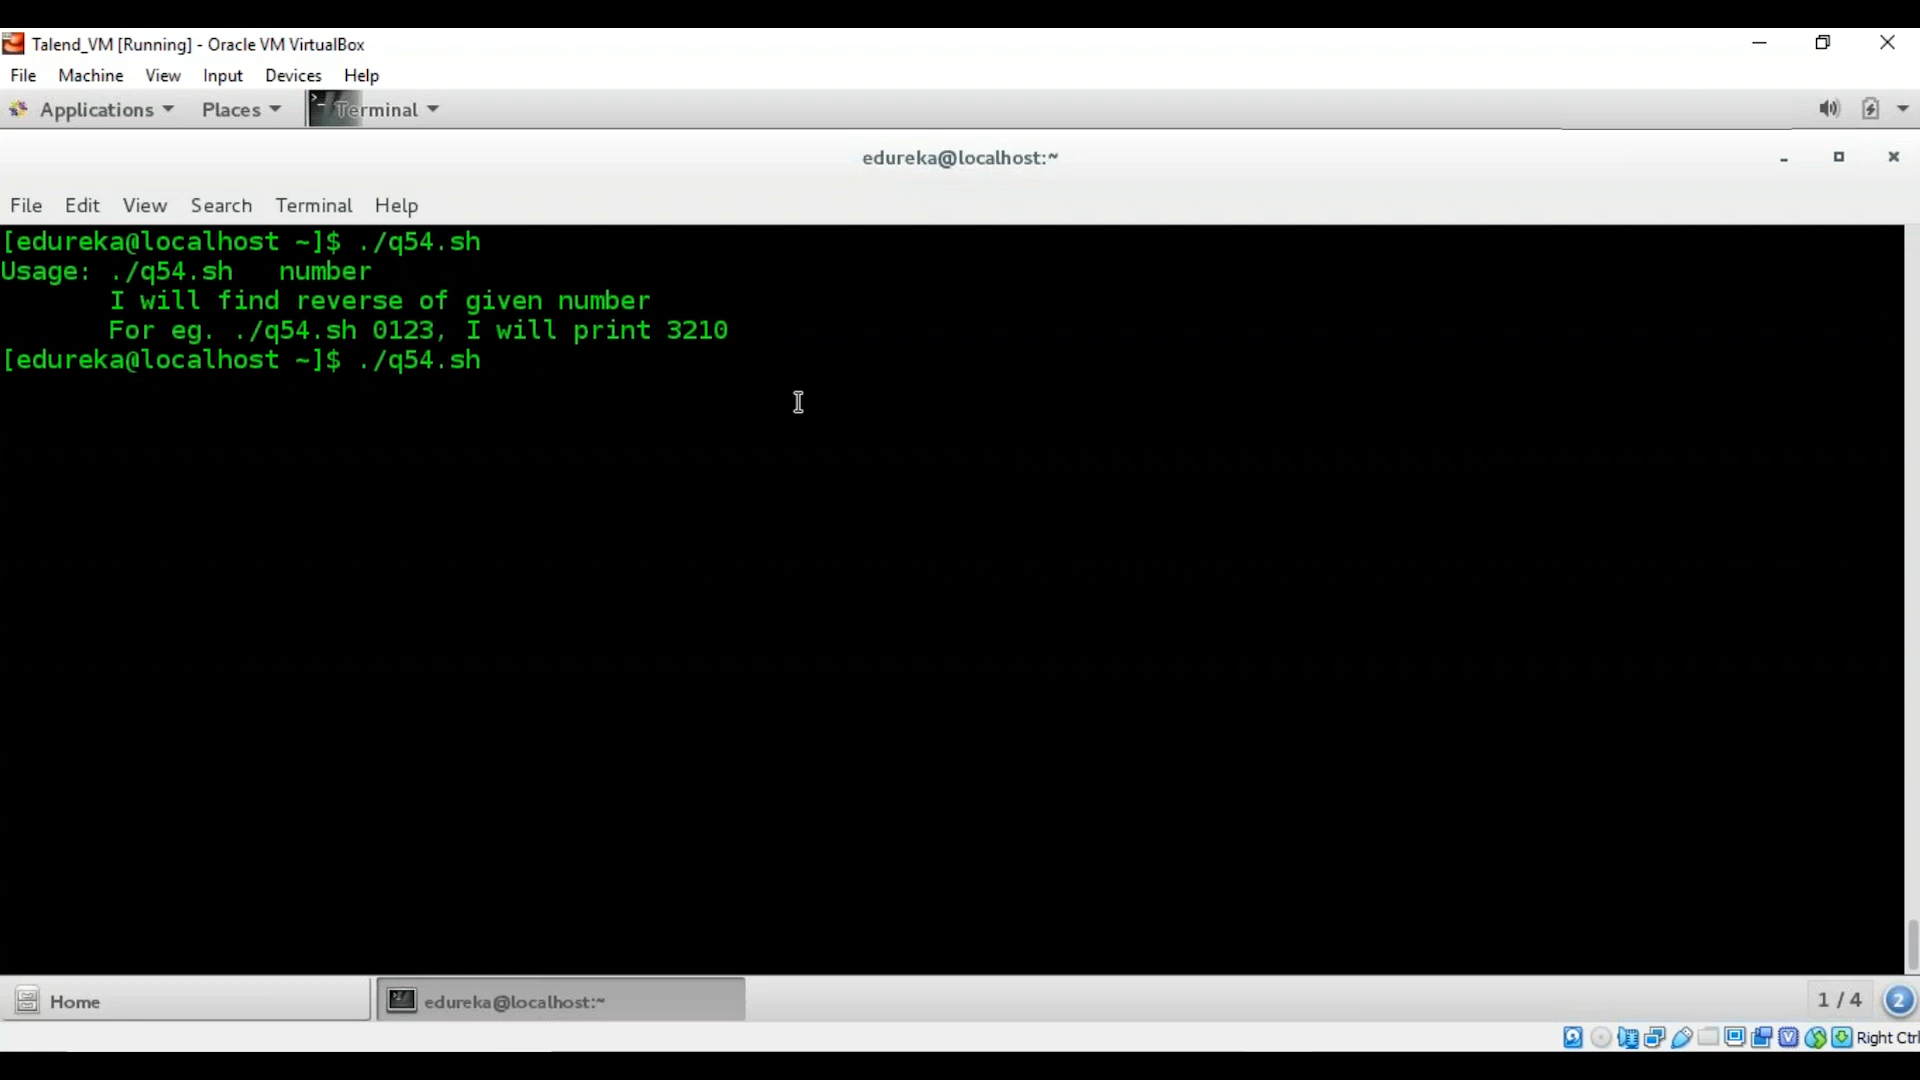 Talend_VM [Running] - Oracle VM VirtualBox
File Machine View Input Devices Help
Applications Places Terminal
edureka@localhost:~
File Edit View Search Terminal Help
[edureka@localhost ~]$ ./q54.sh
Usage: ./q54.sh   number
I will find reverse of given number
For eg. ./q54.sh 0123, I will print 3210
[edureka@localhost ~]$ ./q54.sh
Home edureka@localhost:~ 1 / 4 2
Right Ctrl